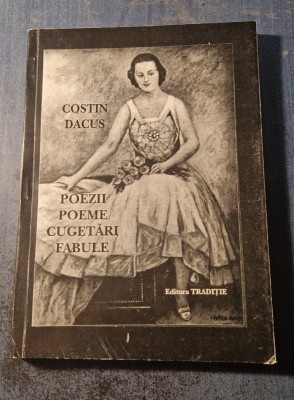 COSTIN
DACUS
POEZII
POEME
CUGETĂRI
FABULE
Editura TRADIȚIE